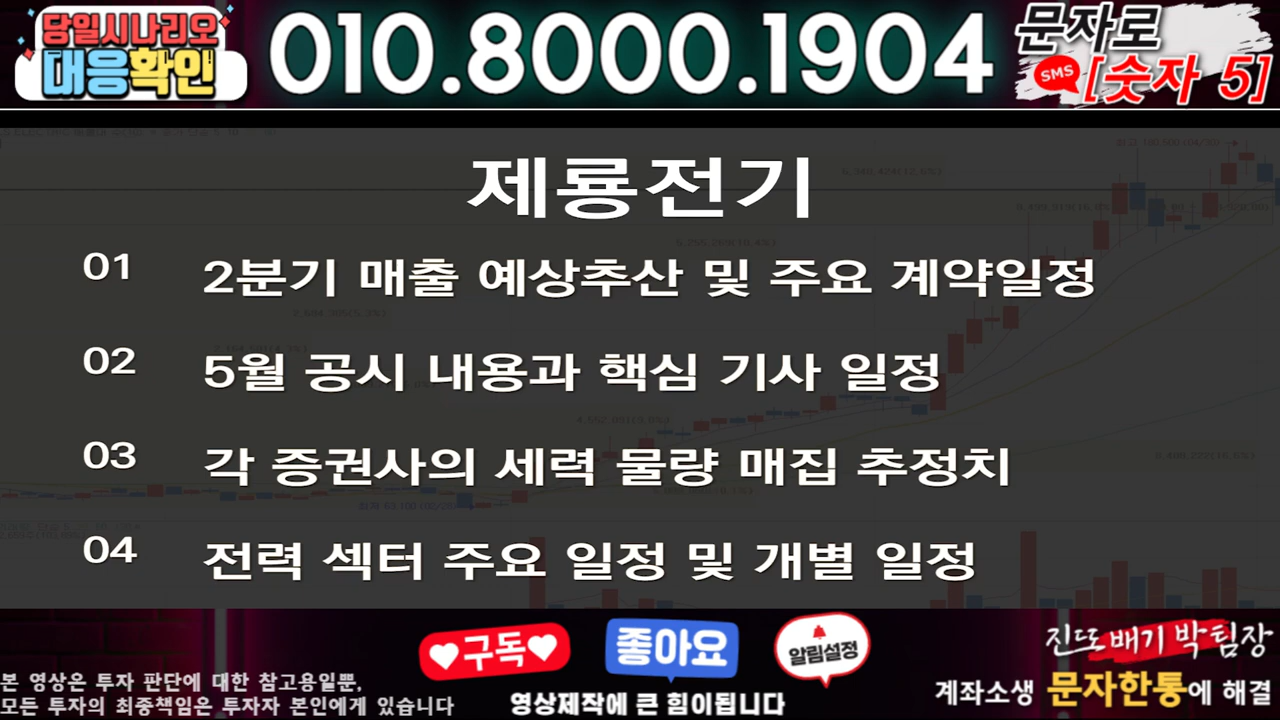 당일시나리오
대응확인
010.8000.1904
문자로
SMS
[숫자 5]
제룡전기
01
2분기 매출 예상추산 및 주요 계약일정
02
5월 공시 내용과 핵심 기사 일정
03
각 증권사의 세력 물량 매집 추정치
04
전력 섹터 주요 일정 및 개별 일정
구독
좋아요
알림설정
영상제작에 큰 힘이됩니다
본 영상은 투자 판단에 대한 참고용일뿐,
모든 투자의 최종책임은 투자자 본인에게 있습니다
진또배기 박팀장
계좌소생 문자한통에 해결